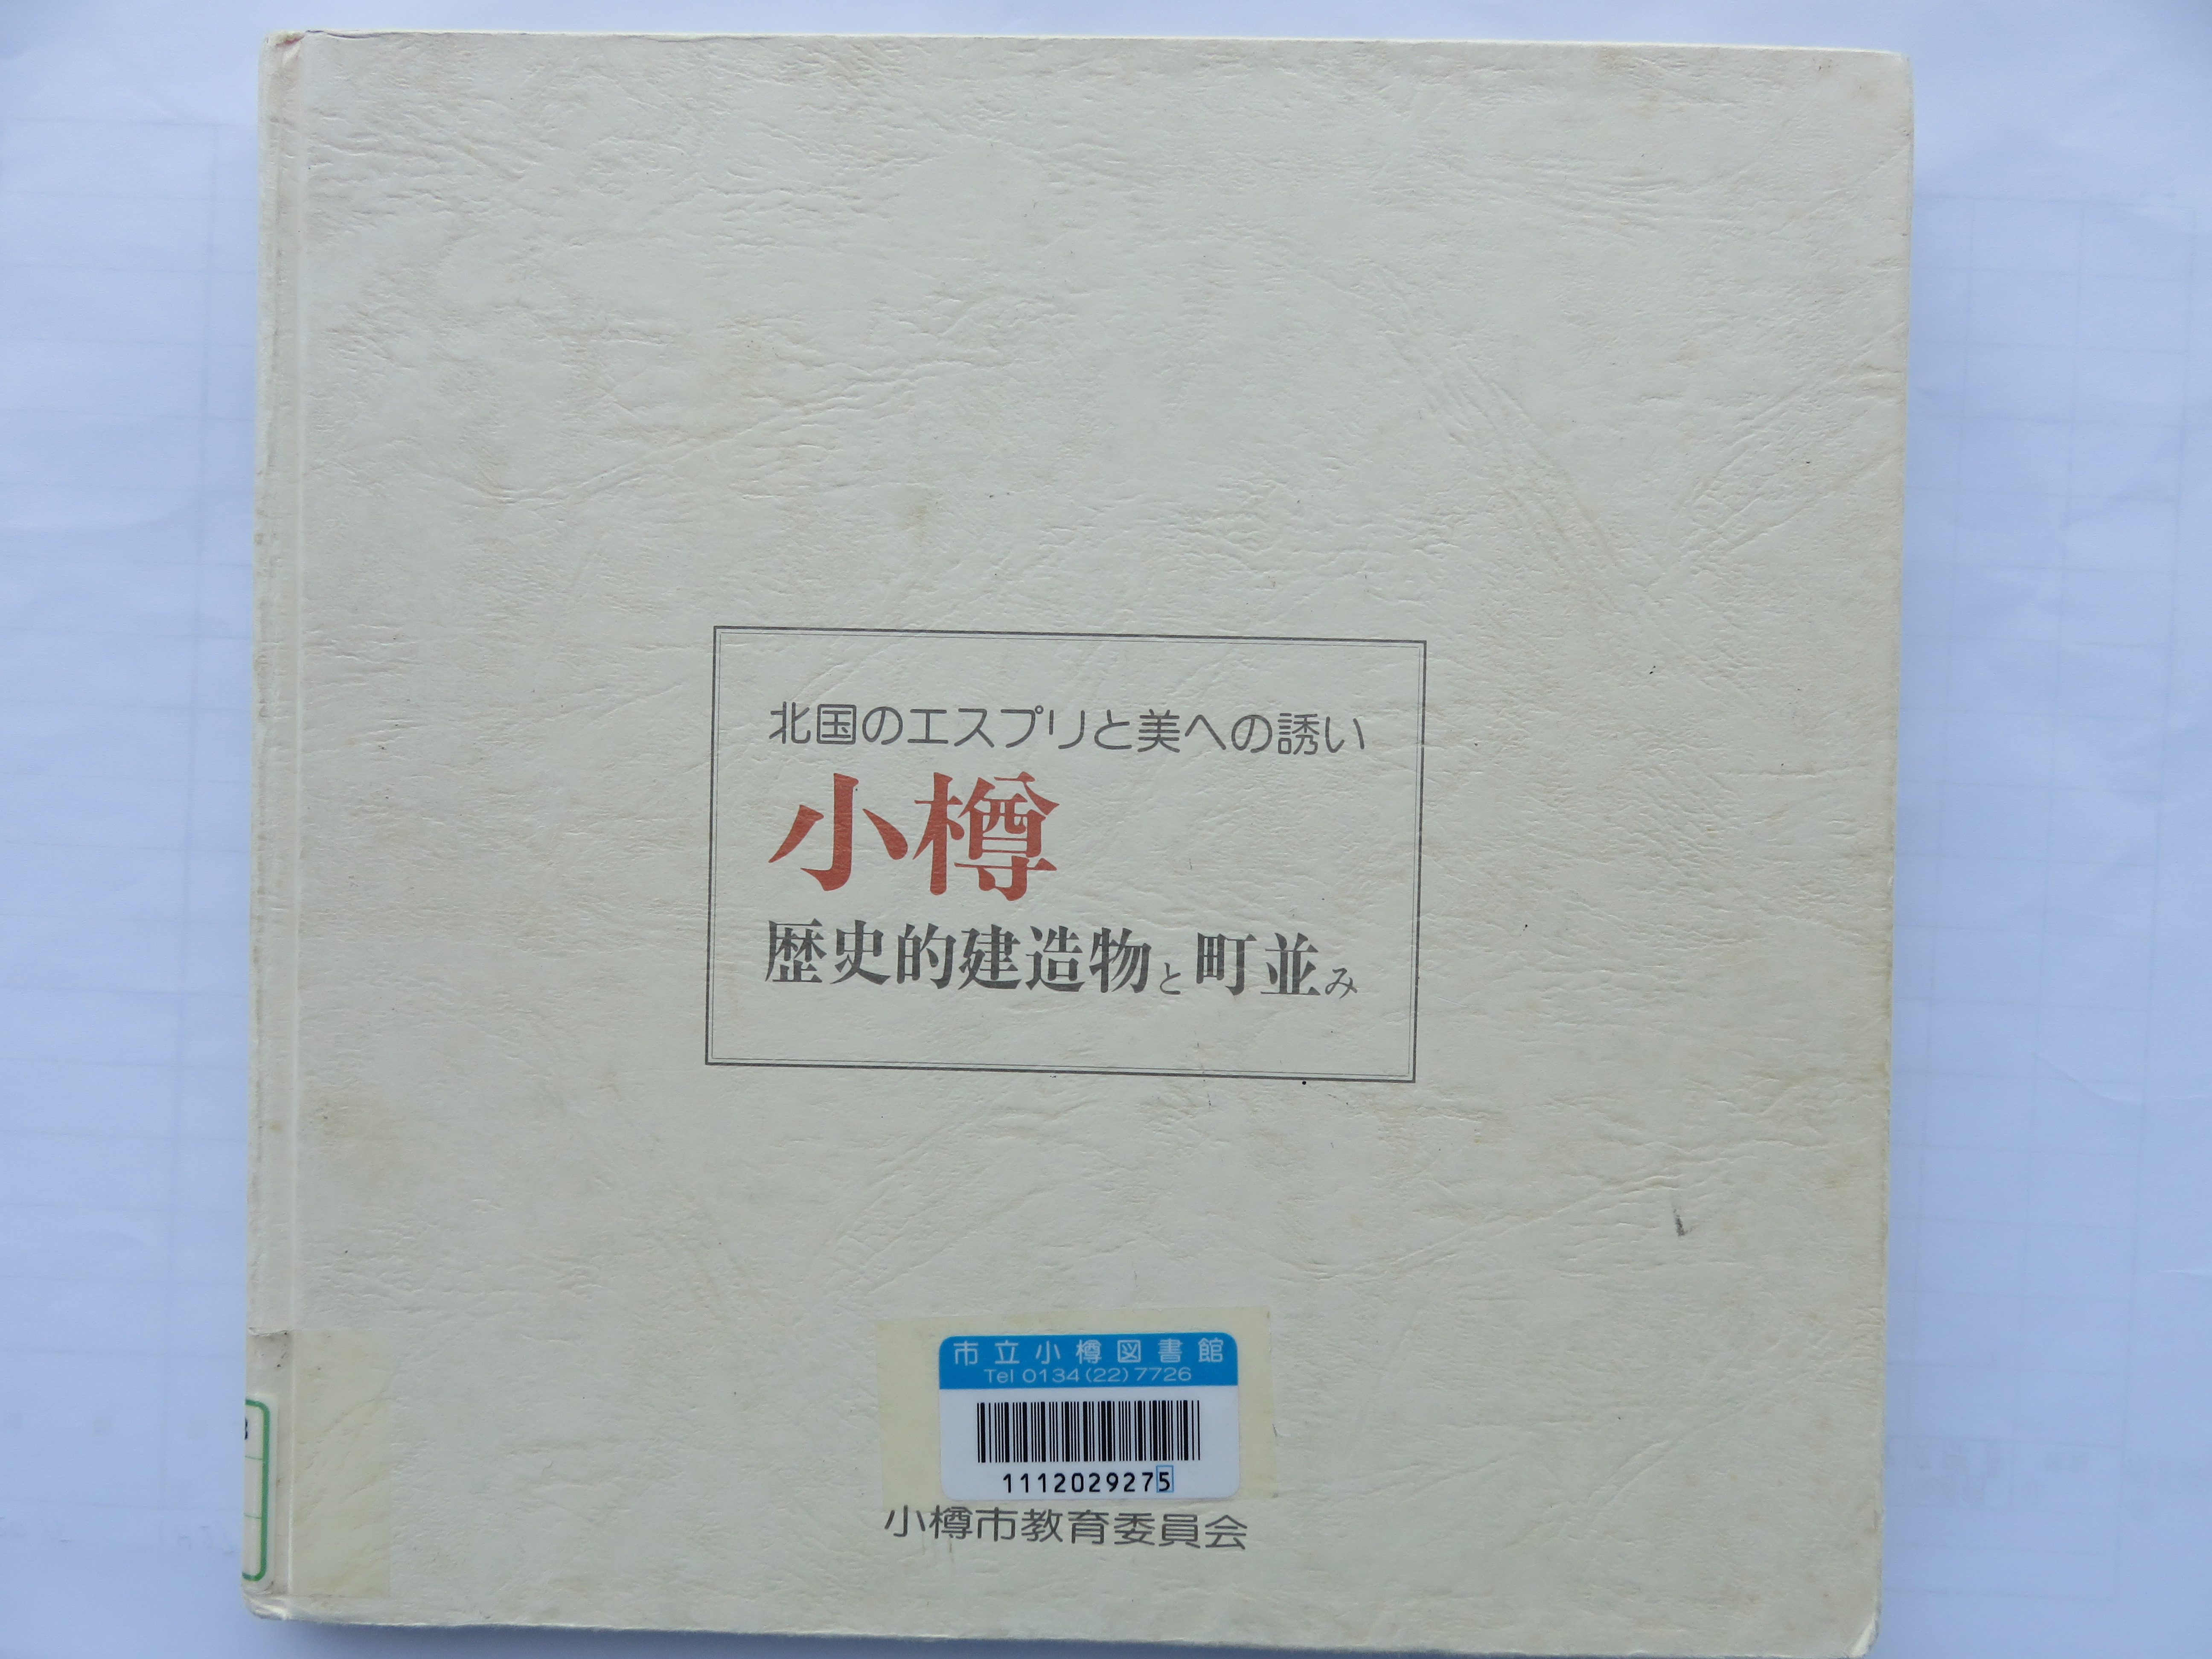 北国のエスプリと美への誘い
小樽
歴史的建造物と町並み
市立小樽図書館
Tel 0134(22)7726
1112029275
小樽市教育委員会